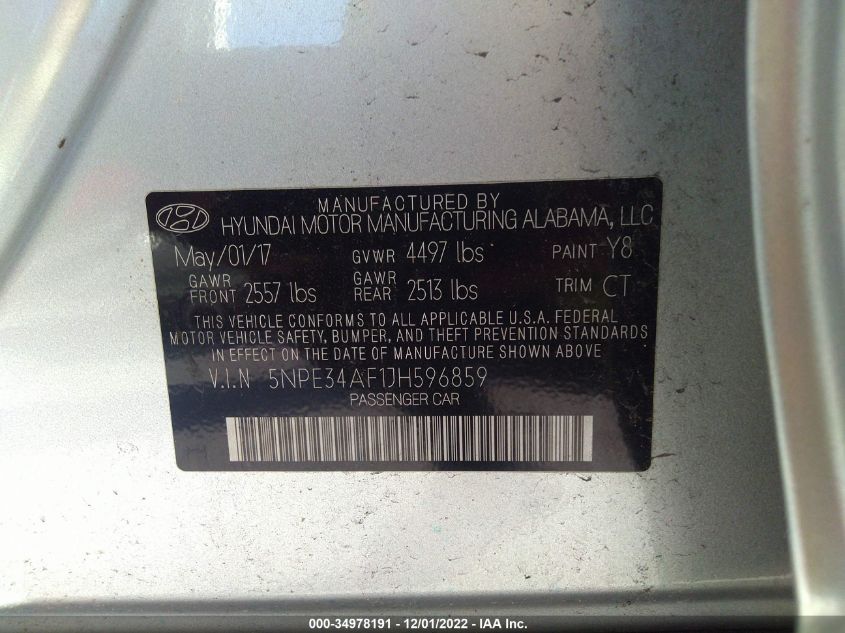 MANUFACTURED BY
HYUNDAI MOTOR MANUFACTURING ALABAMA, LLC
May/01/17 GVWR 4497 lbs PAINT Y8
GAWR FRONT 2557 lbs GAWR REAR 2513 lbs TRIM CT
THIS VEHICLE CONFORMS TO ALL APPLICABLE U.S.A. FEDERAL
MOTOR VEHICLE SAFETY, BUMPER, AND THEFT PREVENTION STANDARDS
IN EFFECT ON THE DATE OF MANUFACTURE SHOWN ABOVE
V.I.N 5NPE34AF1JH596859
PASSENGER CAR
000-34978191 - 12/01/2022 - IAA Inc.